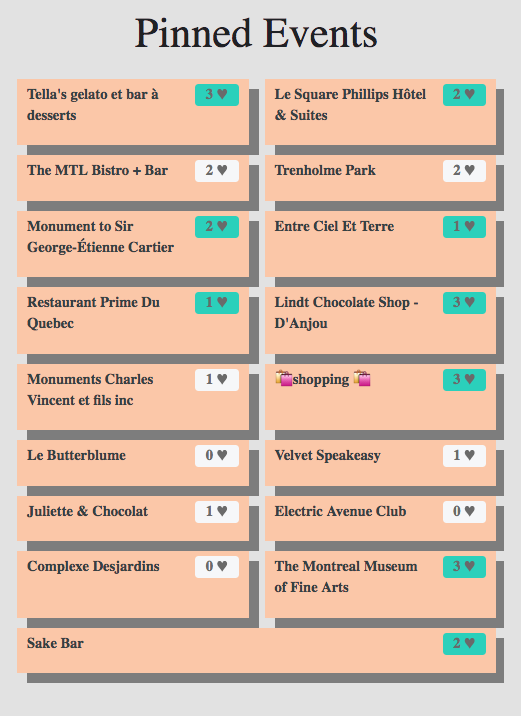 Pinned Events
Tella's gelato et bar à
desserts
3 ♥
Le Square Phillips Hôtel
& Suites
2 ♥
The MTL Bistro + Bar
2 ♥
Trenholme Park
2 ♥
Monument to Sir
George-Étienne Cartier
2 ♥
Entre Ciel Et Terre
1 ♥
Restaurant Prime Du
Quebec
1 ♥
Lindt Chocolate Shop -
D'Anjou
3 ♥
Monuments Charles
Vincent et fils inc
1 ♥
🛍️shopping 🛍️
3 ♥
Le Butterblume
0 ♥
Velvet Speakeasy
1 ♥
Juliette & Chocolat
1 ♥
Electric Avenue Club
0 ♥
Complexe Desjardins
0 ♥
The Montreal Museum
of Fine Arts
3 ♥
Sake Bar
2 ♥